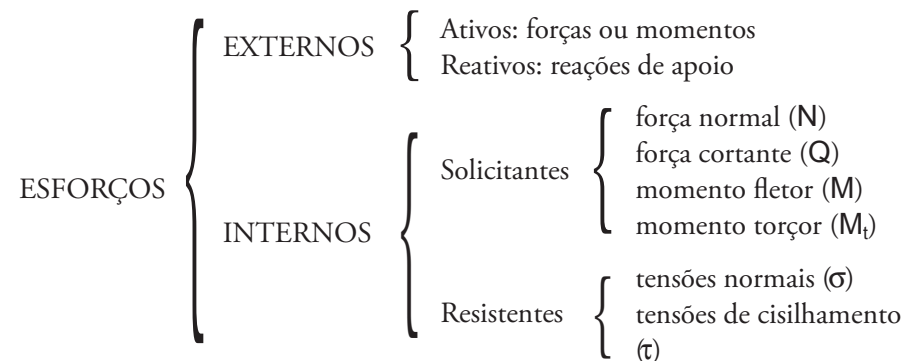 ESFORÇOS
EXTERNOS
Ativos: forças ou momentos
Reativos: reações de apoio
INTERNOS
Solicitantes
força normal (N)
força cortante (Q)
momento fletor (M)
momento torçor (Mt)
Resistentes
tensões normais (σ)
tensões de cisilhamento
(τ)